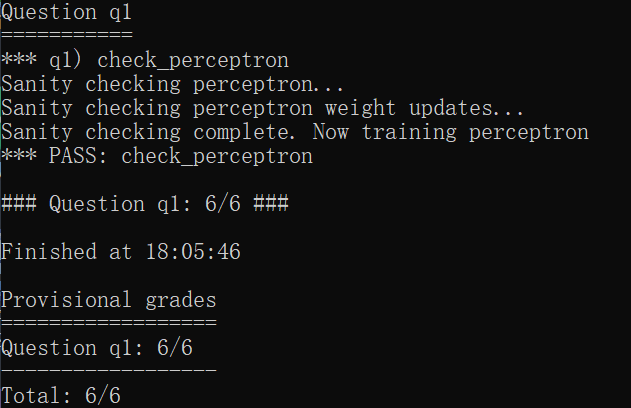 Question q1
===========
*** q1) check_perceptron
Sanity checking perceptron...
Sanity checking perceptron weight updates...
Sanity checking complete. Now training perceptron
*** PASS: check_perceptron
### Question q1: 6/6 ###
Finished at 18:05:46
Provisional grades
==================
Question q1: 6/6
------------------
Total: 6/6